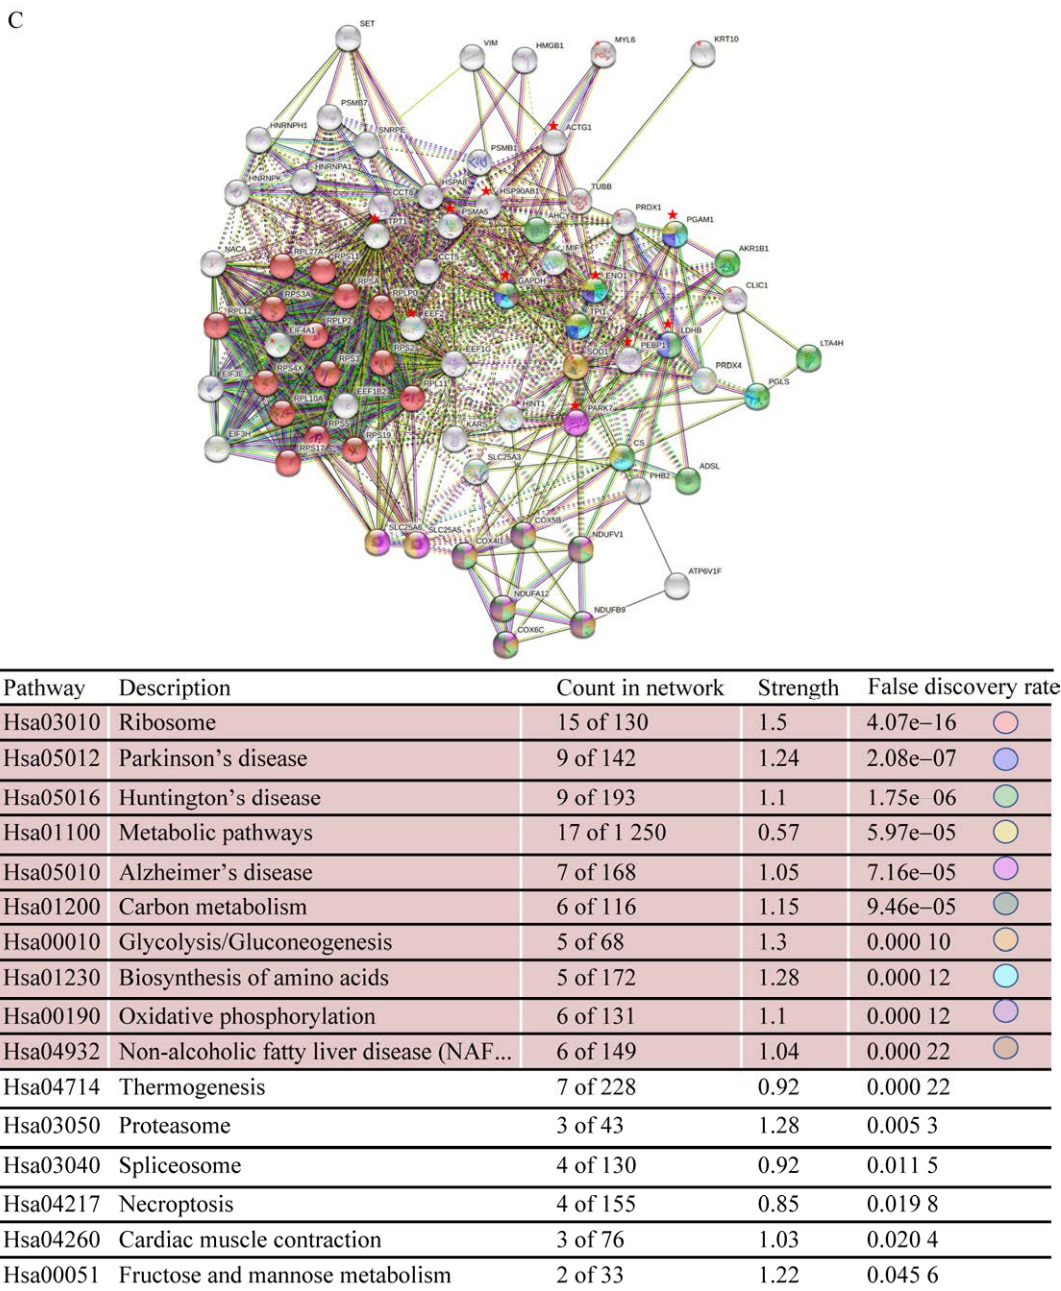 C
SET
VIM
HMGB1
MYL6
KRT10
PSMB7
HNRNPH1
SNRPE
ACTG1
PSMB1
HNRNPA1
HNRNPK
CCT8
HSPA8
HSP90AB1
TUBB
PSMA5
TPT1
AHCY
PRDX1
PGAM1
NACA
RPL27A
RPS11
CCT5
MIF
AKR1B1
RPSA
GAPDH
ENO1
CLIC1
RPS3A
RPLP0
RPL12
RPLP2
EEF2
TPI1
EIF4A1
LDHB
RPS2
RPS3
EEF1G
SOD1
PEBP1
LTA4H
EIF3E
RPS4X
RPL11
PRDX4
PGLS
RPL10A
EEF1B2
HINT1
PARK7
RPS5
KARS
EIF3H
RPS17
RPS19
CS
SLC25A3
PHB2
ADSL
SLC25A6
SLC25A5
COX5B
COX4I1
NDUFV1
ATP6V1F
NDUFA12
NDUFB9
COX6C
Pathway Description Count in network Strength False discovery rate
Hsa03010 Ribosome 15 of 130 1.5 4.07e−16
Hsa05012 Parkinson’s disease 9 of 142 1.24 2.08e−07
Hsa05016 Huntington’s disease 9 of 193 1.1 1.75e 06
Hsa01100 Metabolic pathways 17 of 1 250 0.57 5.97e−05
Hsa05010 Alzheimer’s disease 7 of 168 1.05 7.16e−05
Hsa01200 Carbon metabolism 6 of 116 1.15 9.46e−05
Hsa00010 Glycolysis/Gluconeogenesis 5 of 68 1.3 0.000 10
Hsa01230 Biosynthesis of amino acids 5 of 172 1.28 0.000 12
Hsa00190 Oxidative phosphorylation 6 of 131 1.1 0.000 12
Hsa04932 Non-alcoholic fatty liver disease (NAF... 6 of 149 1.04 0.000 22
Hsa04714 Thermogenesis 7 of 228 0.92 0.000 22
Hsa03050 Proteasome 3 of 43 1.28 0.005 3
Hsa03040 Spliceosome 4 of 130 0.92 0.011 5
Hsa04217 Necroptosis 4 of 155 0.85 0.019 8
Hsa04260 Cardiac muscle contraction 3 of 76 1.03 0.020 4
Hsa00051 Fructose and mannose metabolism 2 of 33 1.22 0.045 6